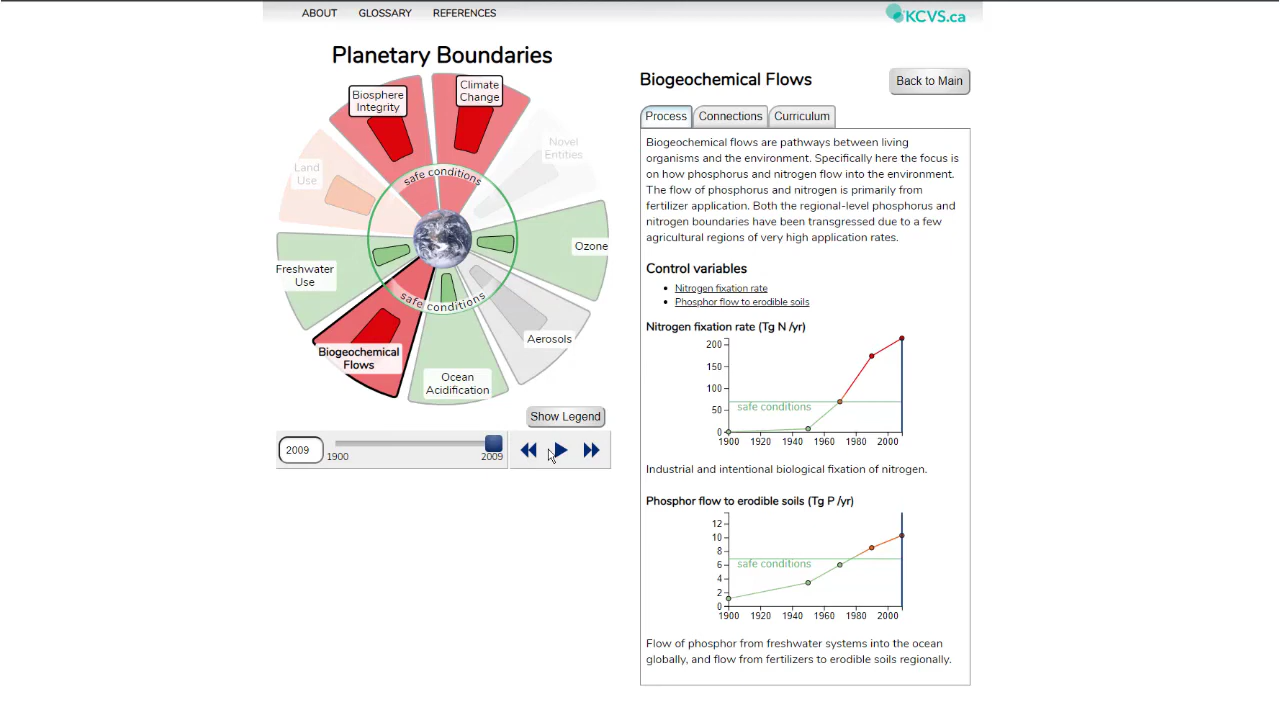 ABOUT GLOSSARY REFERENCES
KCVS.ca
Planetary Boundaries
Biosphere
Integrity
Climate
Change
Novel
Entities
Land
Use
safe conditions
Ozone
Freshwater
Use
safe conditions
Aerosols
Biogeochemical
Flows
Ocean
Acidification
Show Legend
2009
1900
2009
Biogeochemical Flows
Back to Main
Process Connections Curriculum
Biogeochemical flows are pathways between living
organisms and the environment. Specifically here the focus is
on how phosphorus and nitrogen flow into the environment.
The flow of phosphorus and nitrogen is primarily from
fertilizer application. Both the regional-level phosphorus and
nitrogen boundaries have been transgressed due to a few
agricultural regions of very high application rates.
Control variables
• Nitrogen fixation rate
• Phosphor flow to erodible soils
Nitrogen fixation rate (Tg N /yr)
200
150
100
50
0
safe conditions
1900 1920 1940 1960 1980 2000
Industrial and intentional biological fixation of nitrogen.
Phosphor flow to erodible soils (Tg P /yr)
12
10
8
6
4
2
0
safe conditions
1900 1920 1940 1960 1980 2000
Flow of phosphor from freshwater systems into the ocean
globally, and flow from fertilizers to erodible soils regionally.